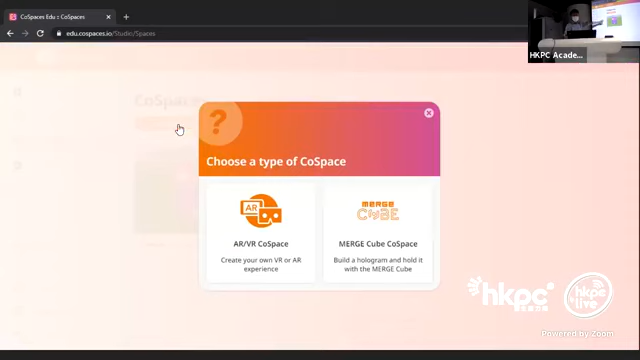 CoSpaces Edu :: CoSpaces
edu.cospaces.io/Studio/Spaces
HKPC Acade...
CoSpaces
?
Choose a type of CoSpace
AR
MERGE
CUBE
AR/VR CoSpace
MERGE Cube CoSpace
Create your own VR or AR
experience
Build a hologram and hold it
with the MERGE Cube
hkpc
hkpc
live
Powered by Zoom